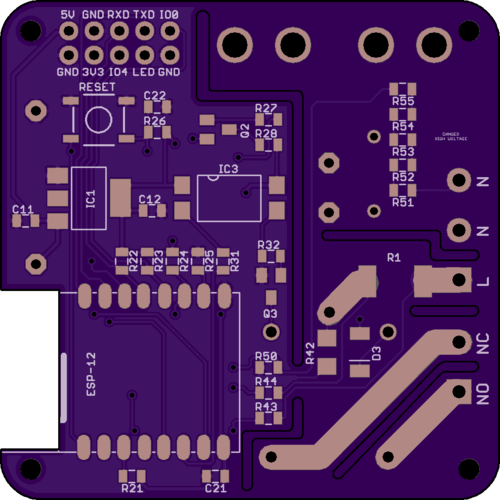 5V GND RXD TXD IO0
GND 3V3 IO4 LED GND
RESET
C22
R26
R27
Q2
R28
R55
R54
DANGER
HIGH VOLTAGE
R53
R52
R51
IC3
IC1
C12
C11
N
N
R22
R23
R24
R25
R31
R32
R1
L
Q3
ESP-12
R42
D3
NC
R50
R44
R43
NO
R21
C21